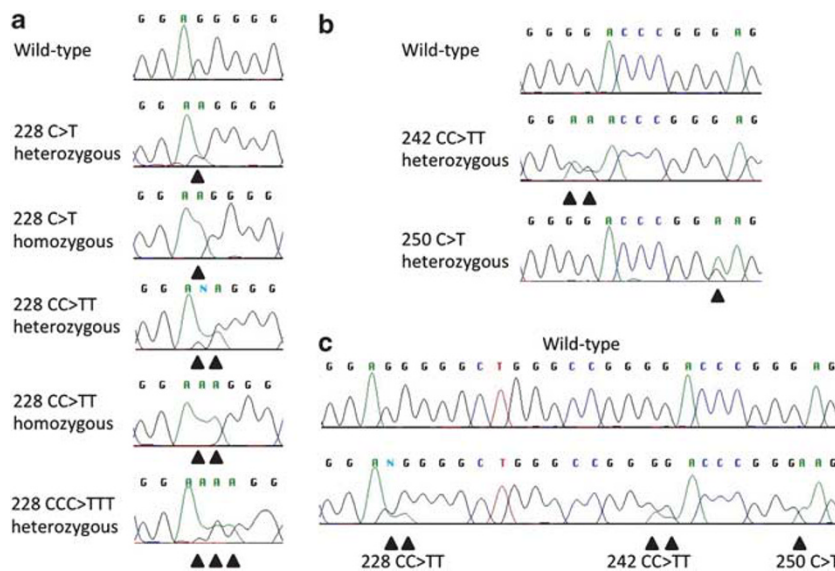 a
G G A G G G G G
Wild-type
G G A A G G G G
228 C>T
heterozygous
G G A A G G G G
228 C>T
homozygous
G G A N A G G G
228 CC>TT
heterozygous
G G A A A G G G
228 CC>TT
homozygous
G G A A A A G G
228 CCC>TTT
heterozygous
b
G G G G A C C C G G G A G
Wild-type
G G A A A C C C G G G A G
242 CC>TT
heterozygous
G G G G A C C C G G A A G
250 C>T
heterozygous
c
Wild-type
G G A G G G G G C T G G G C C G G G G A C C C G G G A G
G G A N G G G G C T G G G C C G G G G A C C C G G A A G
228 CC>TT 242 CC>TT 250 C>T